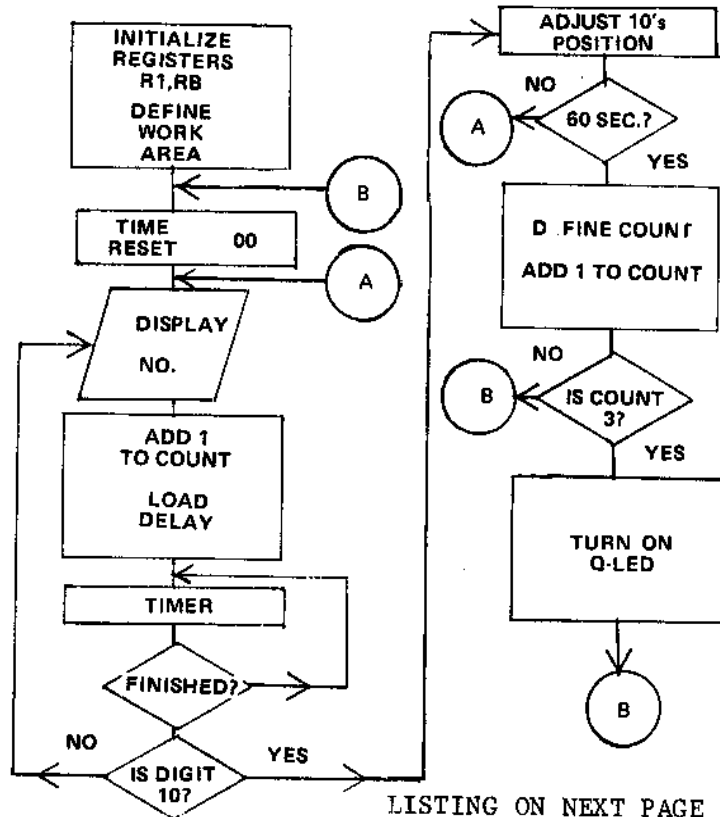 INITIALIZE
REGISTERS
R1,RB
DEFINE
WORK
AREA
B
TIME
RESET 00
A
DISPLAY
NO.
ADD 1
TO COUNT
LOAD
DELAY
TIMER
FINISHED?
NO
YES
IS DIGIT
10?
ADJUST 10's
POSITION
NO
A
60 SEC.?
YES
D FINE COUNT
ADD 1 TO COUNT
NO
B
IS COUNT
3?
YES
TURN ON
Q-LED
B
LISTING ON NEXT PAGE